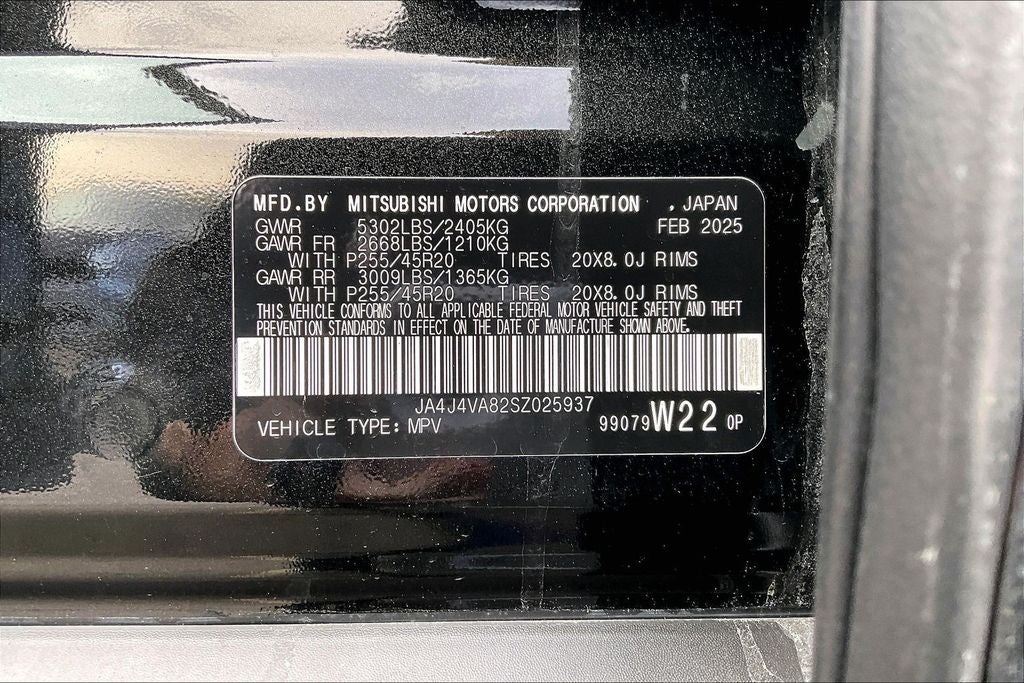 MFD.BY MITSUBISHI MOTORS CORPORATION , JAPAN
GWVR 5302LBS/2405KG FEB 2025
GAWR FR 2668LBS/1210KG
WITH P255/45R20 TIRES 20X8.0J RIMS
GAWR RR 3009LBS/1365KG
WITH P255/45R20 TIRES 20X8.0J RIMS
THIS VEHICLE CONFORMS TO ALL APPLICABLE FEDERAL MOTOR VEHICLE SAFETY AND THEFT
PREVENTION STANDARDS IN EFFECT ON THE DATE OF MANUFACTURE SHOWN ABOVE.
JA4J4VA82SZ025937
VEHICLE TYPE: MPV 99079 W22 0P